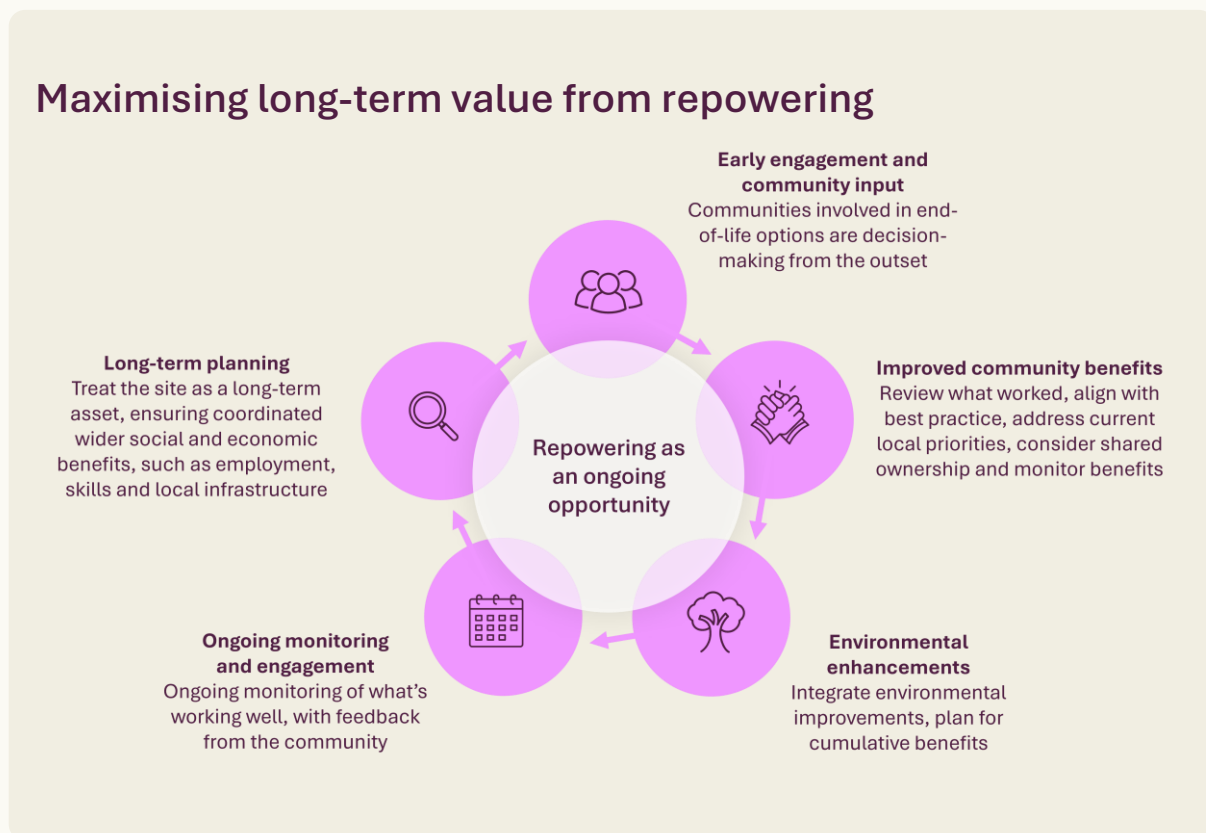 Maximising long-term value from repowering
Early engagement and
community input
Communities involved in end-
of-life options are decision-
making from the outset
Improved community benefits
Review what worked, align with
best practice, address current
local priorities, consider shared
ownership and monitor benefits
Environmental
enhancements
Integrate environmental
improvements, plan for
cumulative benefits
Ongoing monitoring
and engagement
Ongoing monitoring of what’s
working well, with feedback
from the community
Long-term planning
Treat the site as a long-term
asset, ensuring coordinated
wider social and economic
benefits, such as employment,
skills and local infrastructure
Repowering as
an ongoing
opportunity